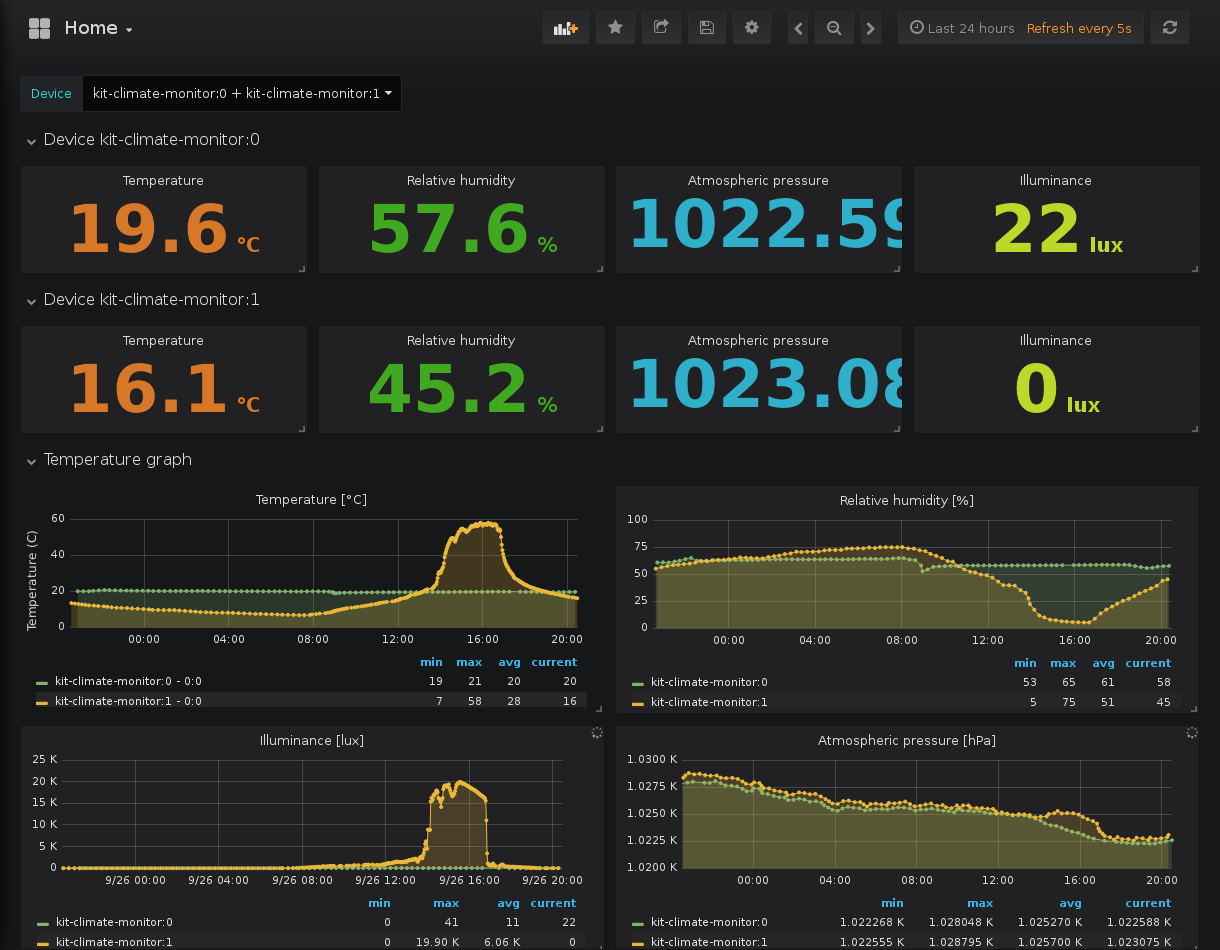 Home
Last 24 hours Refresh every 5s
Device kit-climate-monitor:0 + kit-climate-monitor:1
Device kit-climate-monitor:0
Temperature Relative humidity Atmospheric pressure Illuminance
19.6 °C 57.6 % 1022.59 22 lux
Device kit-climate-monitor:1
Temperature Relative humidity Atmospheric pressure Illuminance
16.1 °C 45.2 % 1023.08 0 lux
Temperature graph
Temperature [°C]
Temperature (C)
60
40
20
0
00:00 04:00 08:00 12:00 16:00 20:00
min max avg current
kit-climate-monitor:0 - 0:0 19 21 20 20
kit-climate-monitor:1 - 0:0 7 58 28 16
Relative humidity [%]
100
75
50
25
0
00:00 04:00 08:00 12:00 16:00 20:00
min max avg current
kit-climate-monitor:0 53 65 61 58
kit-climate-monitor:1 5 75 51 45
Illuminance [lux]
25 K
20 K
15 K
10 K
5 K
0
9/26 00:00 9/26 04:00 9/26 08:00 9/26 12:00 9/26 16:00 9/26 20:00
min max avg current
kit-climate-monitor:0 0 41 11 22
kit-climate-monitor:1 0 19.90 K 6.06 K 0
Atmospheric pressure [hPa]
1.0300 K
1.0275 K
1.0250 K
1.0225 K
1.0200 K
00:00 04:00 08:00 12:00 16:00 20:00
min max avg current
kit-climate-monitor:0 1.022268 K 1.028048 K 1.025270 K 1.022588 K
kit-climate-monitor:1 1.022555 K 1.028795 K 1.025700 K 1.023075 K